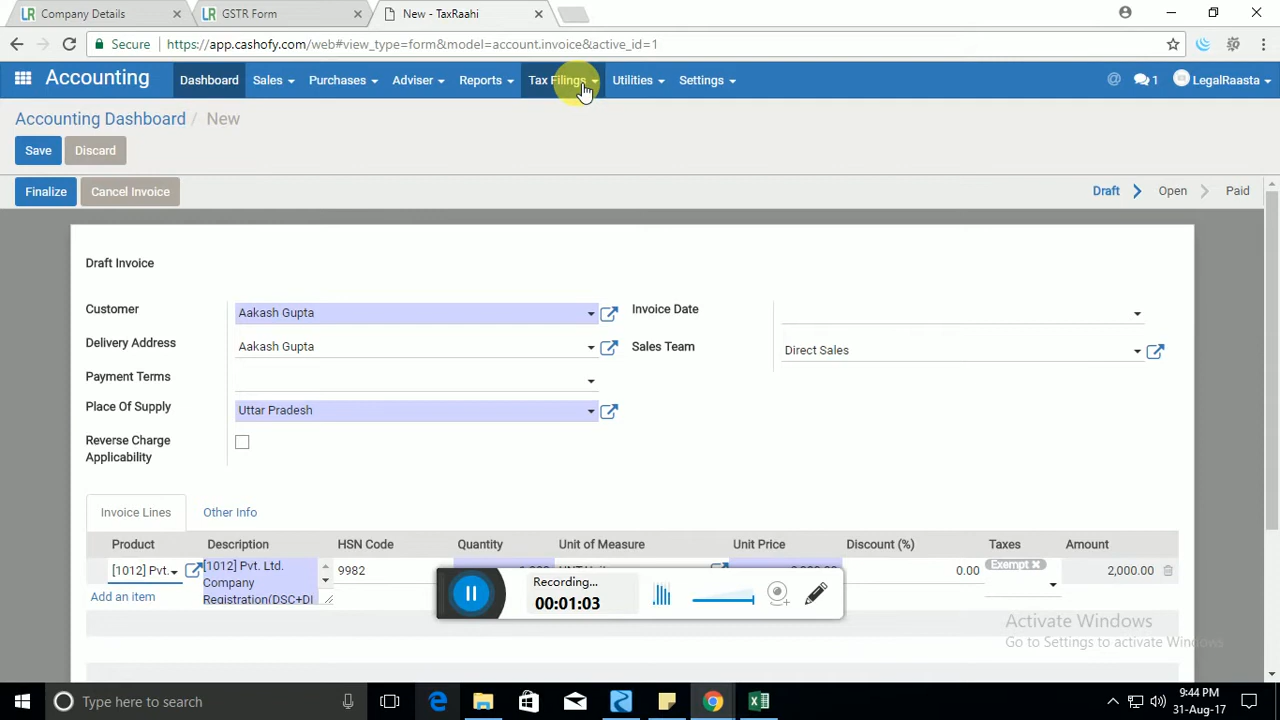 LR Company Details
LR GSTR Form
New - TaxRaahi
Secure https://app.cashofy.com/web#view_type=form&model=account.invoice&active_id=1
Accounting Dashboard Sales Purchases Adviser Reports Tax Filings Utilities Settings @ 1 LegalRaasta
Accounting Dashboard / New
Save Discard
Finalize Cancel Invoice Draft Open Paid
Draft Invoice
Customer Aakash Gupta Invoice Date
Delivery Address Aakash Gupta Sales Team Direct Sales
Payment Terms
Place Of Supply Uttar Pradesh
Reverse Charge
Applicability
Invoice Lines Other Info
Product Description HSN Code Quantity Unit of Measure Unit Price Discount (%) Taxes Amount
[1012] Pvt. [1012] Pvt. Ltd. 9982 0.00 Exempt 2,000.00
Company
Registration(DSC+DI
Add an item
Recording...
00:01:03
Activate Windows
Go to Settings to activate Windows
Type here to search
9:44 PM
31-Aug-17